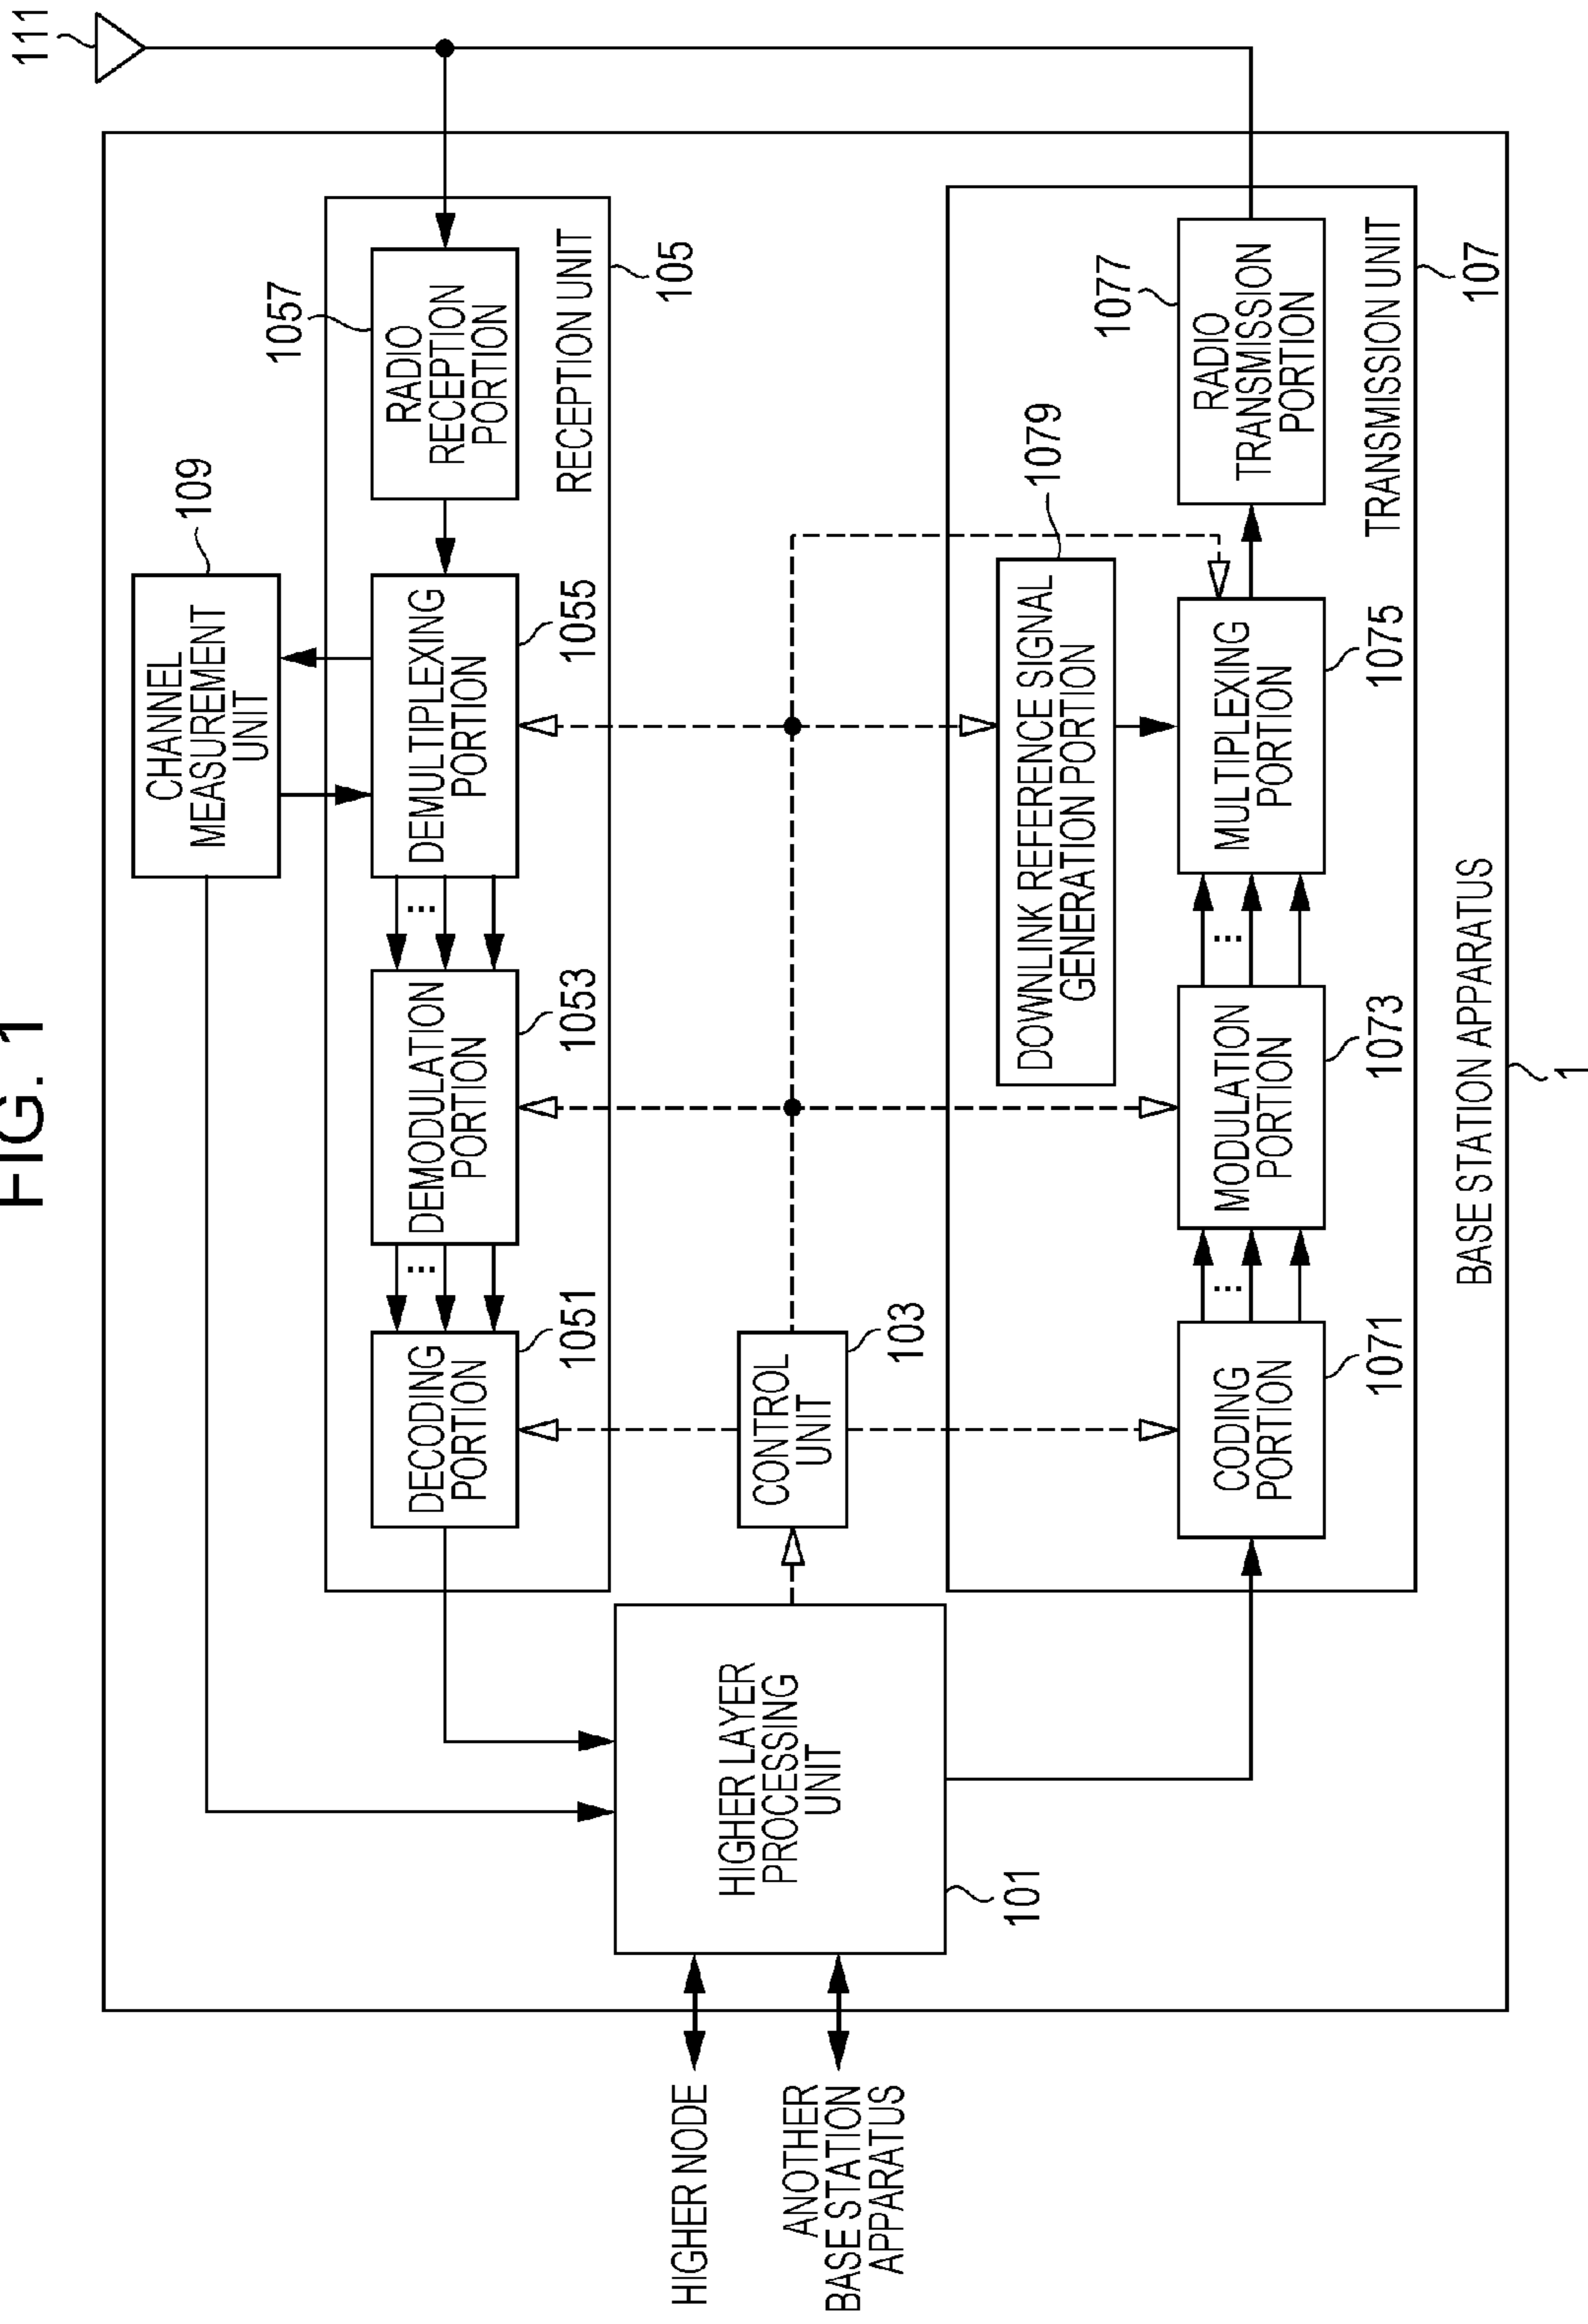 FIG. 1
111
109
CHANNEL
MEASUREMENT
UNIT
1057
RADIO
RECEPTION
PORTION
DEMULTIPLEXING
PORTION
1055
DEMODULATION
PORTION
1053
DECODING
PORTION
1051
RECEPTION UNIT
105
HIGHER NODE
ANOTHER
BASE STATION
APPARATUS
HIGHER LAYER
PROCESSING
UNIT
101
CONTROL
UNIT
103
DOWNLINK REFERENCE SIGNAL
GENERATION PORTION
1079
CODING
PORTION
1071
MODULATION
PORTION
1073
MULTIPLEXING
PORTION
1075
1077
RADIO
TRANSMISSION
PORTION
TRANSMISSION UNIT
107
BASE STATION APPARATUS
1